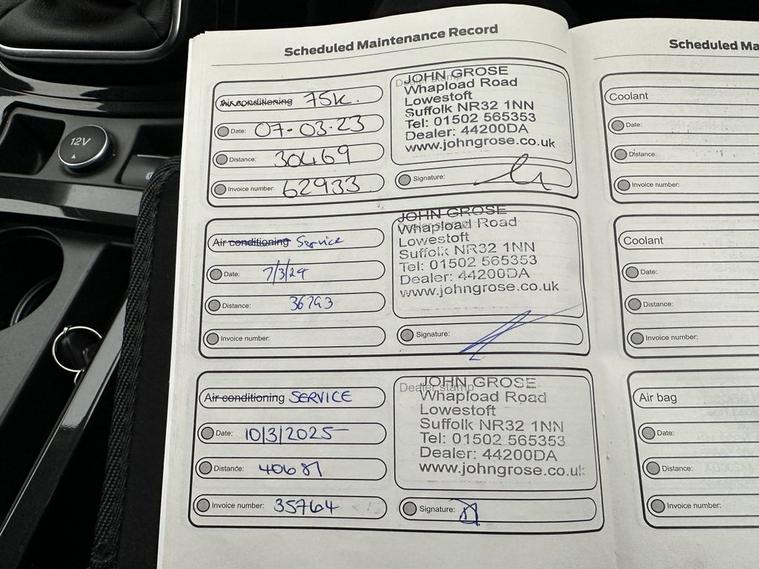 Scheduled Maintenance Record
Air conditioning 75K.
Date: 07-03-23
Distance: 30469
Invoice number: 62933
Dealer stamp
JOHN GROSE
Whapload Road
Lowestoft
Suffolk NR32 1NN
Tel: 01502 565353
Dealer: 44200DA
www.johngrose.co.uk
Signature:
Air conditioning Service
Date: 7/3/24
Distance: 36793
Invoice number:
JOHN GROSE
Whapload Road
Lowestoft
Suffolk NR32 1NN
Tel: 01502 565353
Dealer: 44200DA
www.johngrose.co.uk
Signature:
Air conditioning SERVICE
Date: 10/3/2025
Distance: 40681
Invoice number: 35764
Dealer stamp
JOHN GROSE
Whapload Road
Lowestoft
Suffolk NR32 1NN
Tel: 01502 565353
Dealer: 44200DA
www.johngrose.co.uk
Signature:
Scheduled Ma
Coolant
Date:
Distance:
Invoice number:
Coolant
Date:
Distance:
Invoice number:
Air bag
Date:
Distance:
Invoice number:
12V